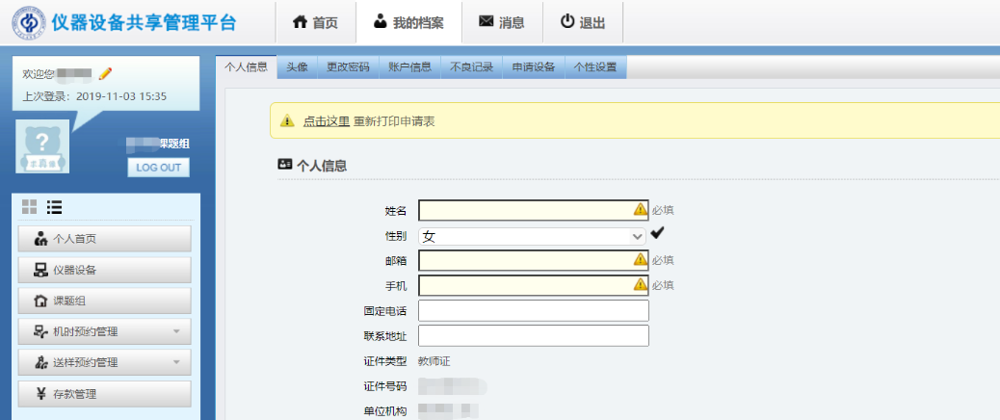 仪器设备共享管理平台
首页
我的档案
消息
退出
欢迎您
上次登录：2019-11-03 15:35
课题组
LOG OUT
个人首页
仪器设备
课题组
机时预约管理
送样预约管理
¥ 存款管理
个人信息 头像 更改密码 账户信息 不良记录 申请设备 个性设置
点击这里 重新打印申请表
个人信息
姓名 必填
性别 女
邮箱 必填
手机 必填
固定电话
联系地址
证件类型 教师证
证件号码
单位机构